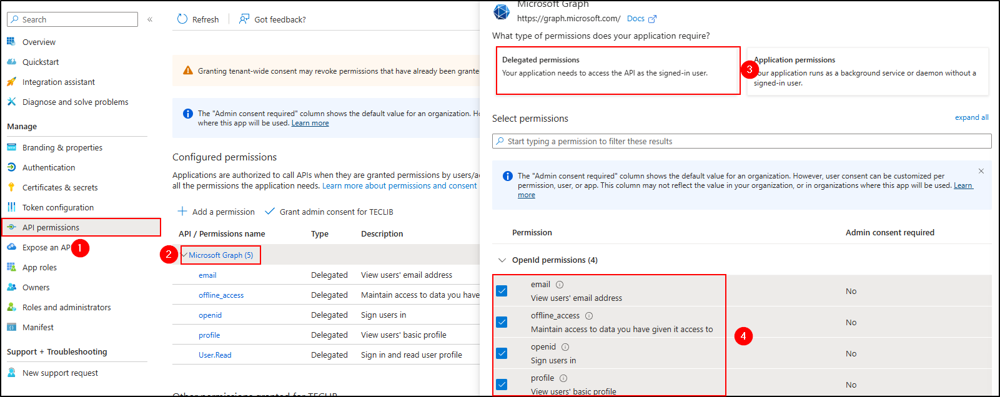 Search
«
Overview
Quickstart
Integration assistant
Diagnose and solve problems
Manage
Branding & properties
Authentication
Certificates & secrets
Token configuration
API permissions
Expose an AP
1
App roles
Owners
Roles and administrators
Manifest
Support + Troubleshooting
New support request
Refresh
Got feedback?
Granting tenant-wide consent may revoke permissions that have already been grante
The "Admin consent required" column shows the default value for an organization. Ho
where this app will be used. Learn more
Configured permissions
Applications are authorized to call APIs when they are granted permissions by users/a
all the permissions the application needs. Learn more about permissions and consent
Add a permission
Grant admin consent for TECLIB
API / Permissions name Type Description
2
Microsoft Graph (5)
email Delegated View users' email address
offline_access Delegated Maintain access to data you have
openid Delegated Sign users in
profile Delegated View users' basic profile
User.Read Delegated Sign in and read user profile
Other permissions granted for TECLIB
Microsoft Graph
https://graph.microsoft.com/ Docs
What type of permissions does your application require?
Delegated permissions
Your application needs to access the API as the signed-in user.
3
Application permissions
our application runs as a background service or daemon without a
signed-in user.
Select permissions
expand all
Start typing a permission to filter these results
The "Admin consent required" column shows the default value for an organization. However, user consent can be customized per
permission, user, or app. This column may not reflect the value in your organization, or in organizations where this app will be used. Learn
more
Permission Admin consent required
OpenId permissions (4)
email
View users' email address
No
offline_access
Maintain access to data you have given it access to
No
4
openid
Sign users in
No
profile
View users' basic profile
No